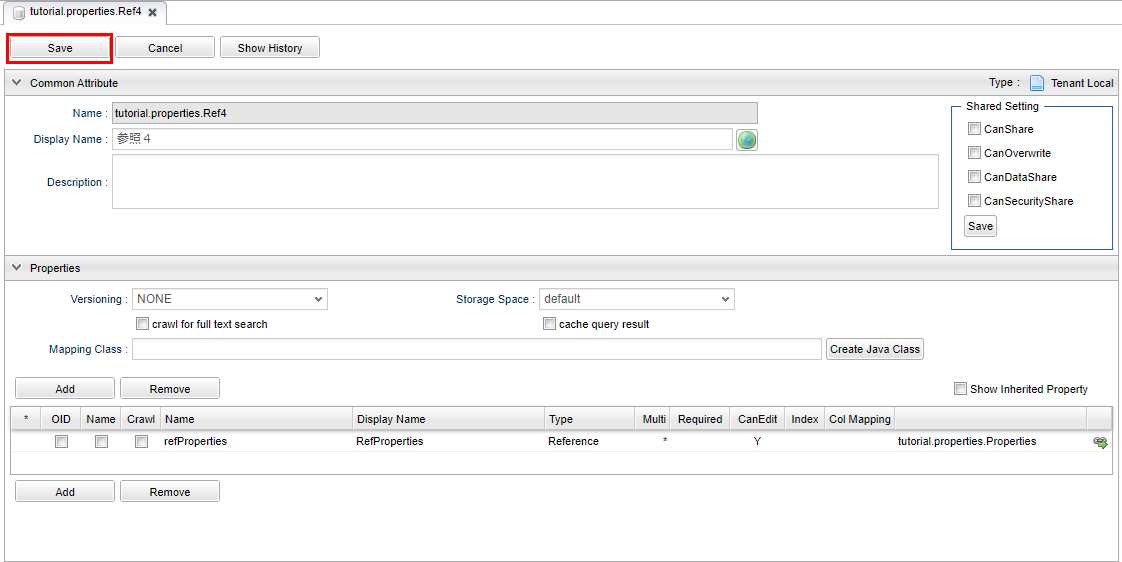 tutorial.properties.Ref4
Save Cancel Show History
Common Attribute Type : Tenant Local
Name : tutorial.properties.Ref4
Display Name : 参照４
Description :
Shared Setting
CanShare
CanOverwrite
CanDataShare
CanSecurityShare
Save
Properties
Versioning : NONE Storage Space : default
crawl for full text search cache query result
Mapping Class : Create Java Class
Add Remove Show Inherited Property
* OID Name Crawl Name Display Name Type Multi Required CanEdit Index Col Mapping
refProperties RefProperties Reference * Y tutorial.properties.Properties
Add Remove